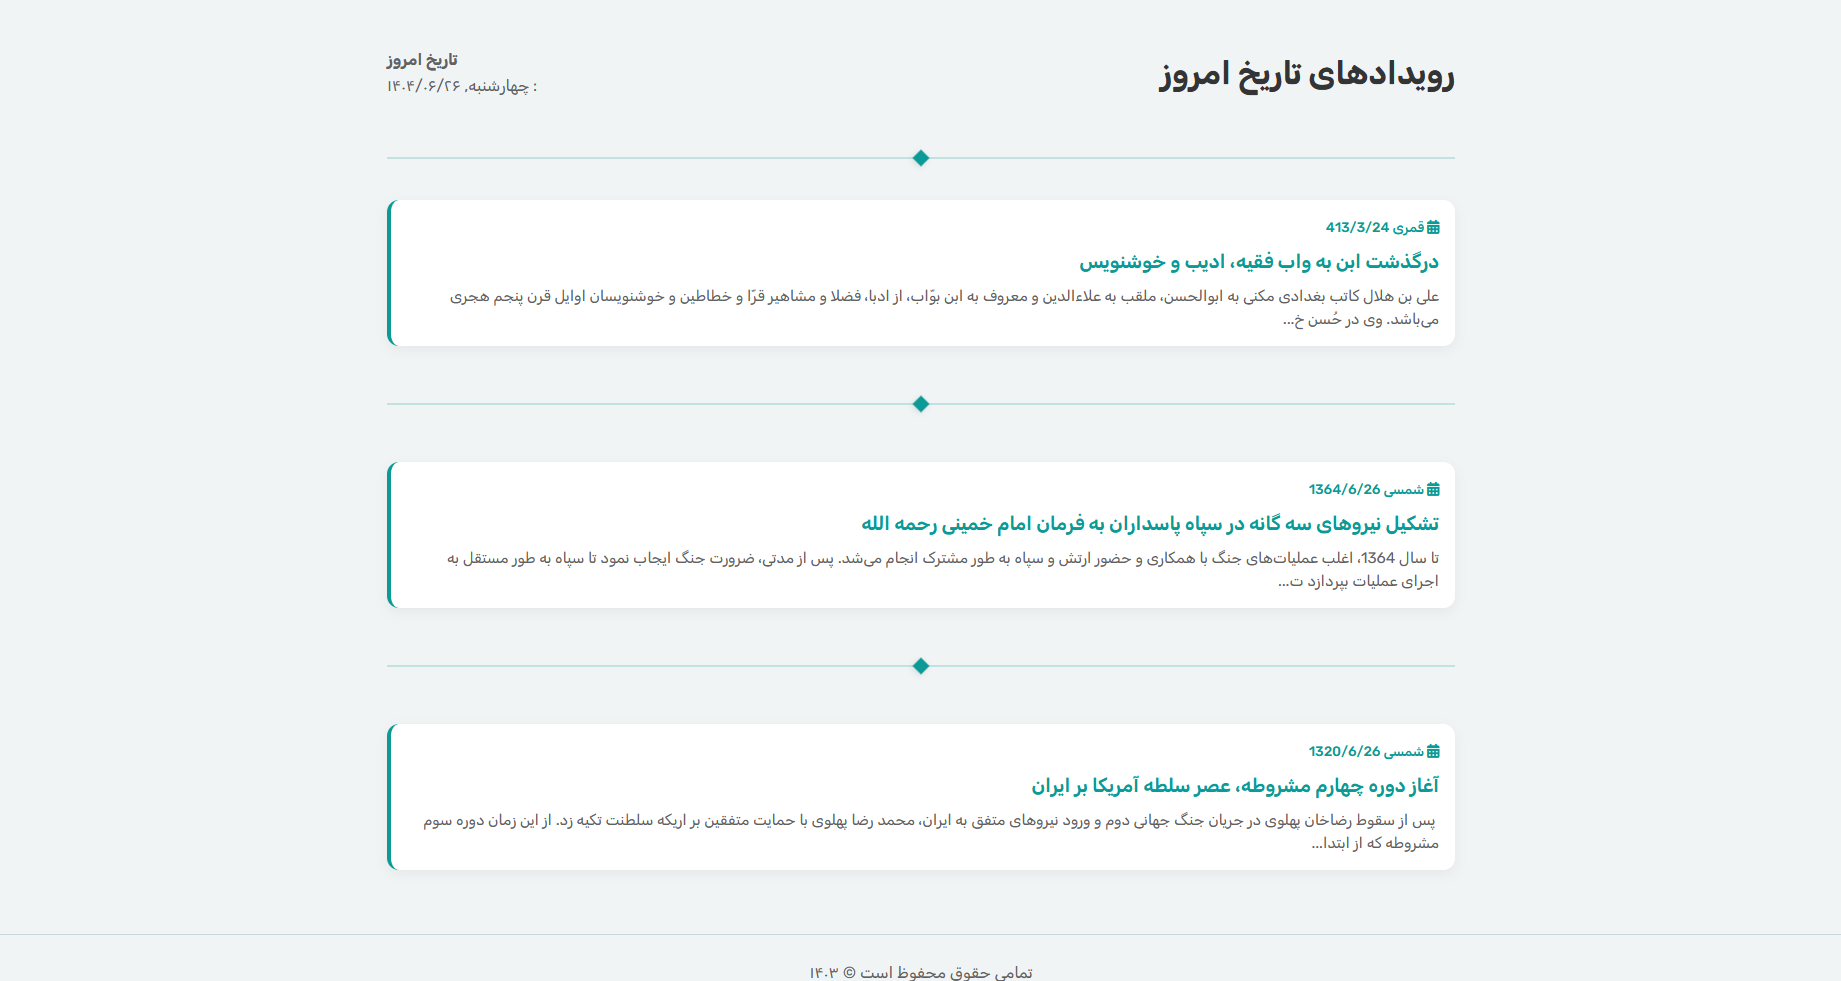 رویدادهای تاریخ امروز
تاریخ امروز
: چهارشنبه, ۱۴۰۴/۰۶/۲۶
قمری 413/3/24
درگذشت ابن به واب فقیه، ادیب و خوشنویس
علی بن هلال کاتب بغدادی مکنی به ابوالحسن، ملقب به علاءالدین و معروف به ابن بوّاب، از ادبا، فضلا و مشاهیر قرّا و خطاطین و خوشنویسان اوایل قرن پنجم هجری
می‌باشد. وی در حُسن خ...
شمسی 1364/6/26
تشکیل نیروهای سه گانه در سپاه پاسداران به فرمان امام خمینی رحمه الله
تا سال 1364، اغلب عملیات‌های جنگ با همکاری و حضور ارتش و سپاه به طور مشترک انجام می‌شد. پس از مدتی، ضرورت جنگ ایجاب نمود تا سپاه به طور مستقل به
اجرای عملیات بپردازد ت...
شمسی 1320/6/26
آغاز دوره چهارم مشروطه، عصر سلطه آمریکا بر ایران
پس از سقوط رضاخان پهلوی در جریان جنگ جهانی دوم و ورود نیروهای متفق به ایران، محمد رضا پهلوی با حمایت متفقین بر اریکه سلطنت تکیه زد. از این زمان دوره سوم
مشروطه که از ابتدا...
تمامی حقوق محفوظ است © ۱۴۰۳